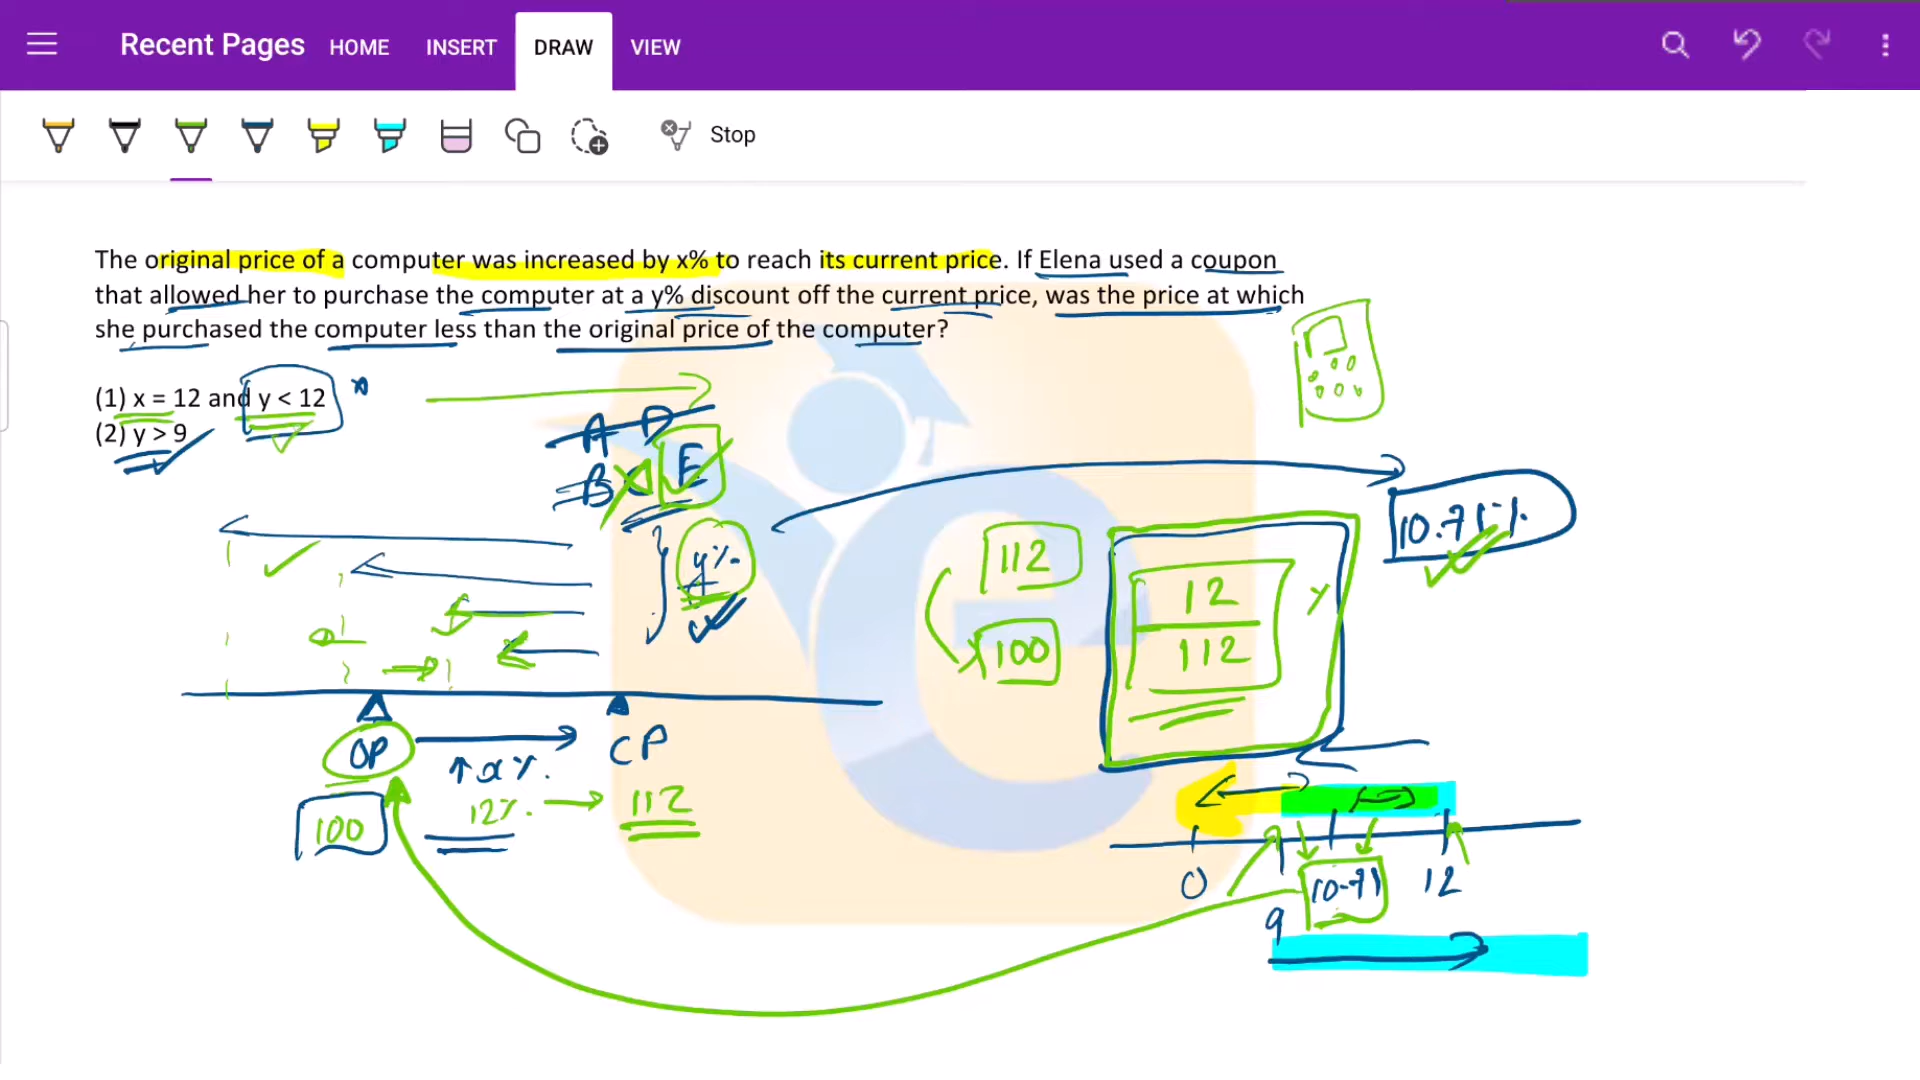 Recent Pages HOME INSERT DRAW VIEW
Stop
The original price of a computer was increased by x% to reach its current price. If Elena used a coupon
that allowed her to purchase the computer at a y% discount off the current price, was the price at which
she purchased the computer less than the original price of the computer?
(1) x = 12 and y < 12
(2) y > 9
A D
B C E
y%
10.71%
112
100
12
112
y
OP
↑ x%.
CP
100
12%. → 112
0
9
10.71
12